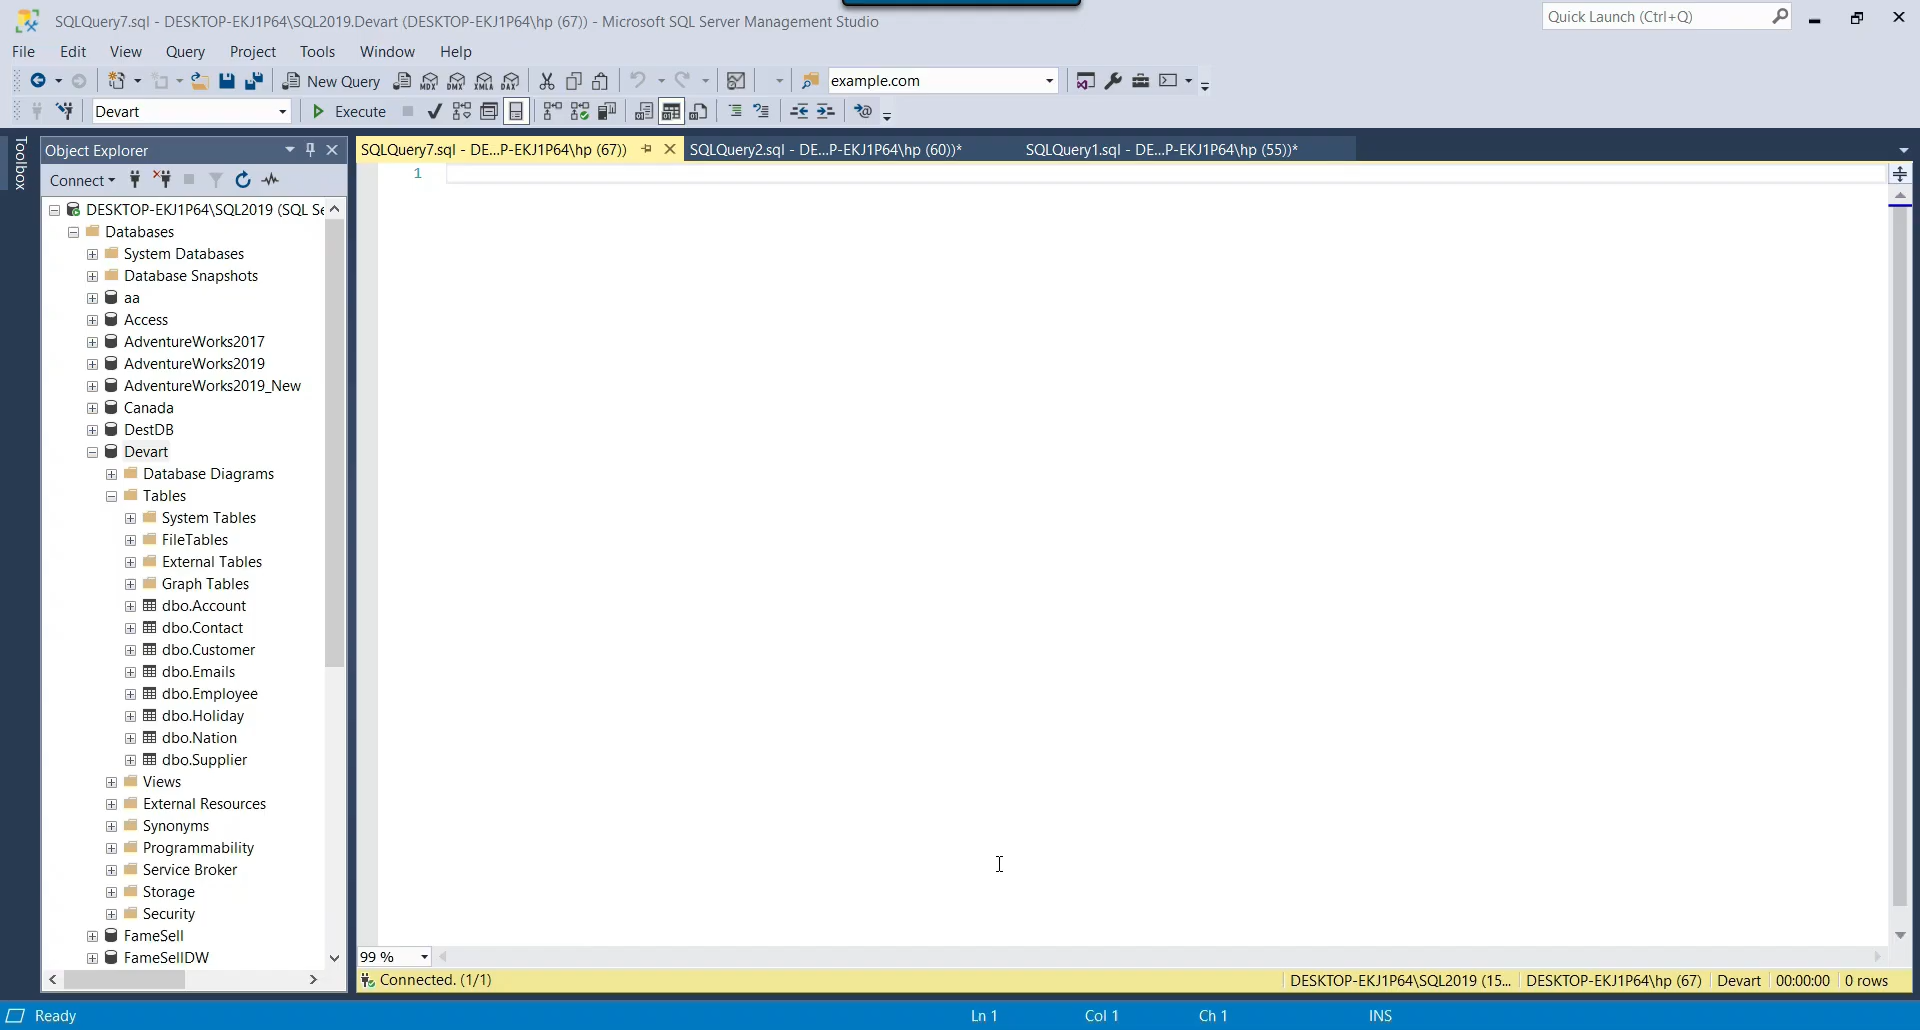 SQLQuery7.sql - DESKTOP-EKJ1P64\SQL2019.Devart (DESKTOP-EKJ1P64\hp (67)) - Microsoft SQL Server Management Studio
Quick Launch (Ctrl+Q)
File Edit View Query Project Tools Window Help
New Query MDX DMX XMLA DAX example.com
Devart Execute
Toolbox
Object Explorer
SQLQuery7.sql - DE...P-EKJ1P64\hp (67)) SQLQuery2.sql - DE...P-EKJ1P64\hp (60))* SQLQuery1.sql - DE...P-EKJ1P64\hp (55))*
Connect
1
DESKTOP-EKJ1P64\SQL2019 (SQL Se
Databases
System Databases
Database Snapshots
aa
Access
AdventureWorks2017
AdventureWorks2019
AdventureWorks2019_New
Canada
DestDB
Devart
Database Diagrams
Tables
System Tables
FileTables
External Tables
Graph Tables
dbo.Account
dbo.Contact
dbo.Customer
dbo.Emails
dbo.Employee
dbo.Holiday
dbo.Nation
dbo.Supplier
Views
External Resources
Synonyms
Programmability
Service Broker
Storage
Security
FameSell
FameSellDW
99 %
Connected. (1/1) DESKTOP-EKJ1P64\SQL2019 (15... DESKTOP-EKJ1P64\hp (67) Devart 00:00:00 0 rows
Ready Ln 1 Col 1 Ch 1 INS